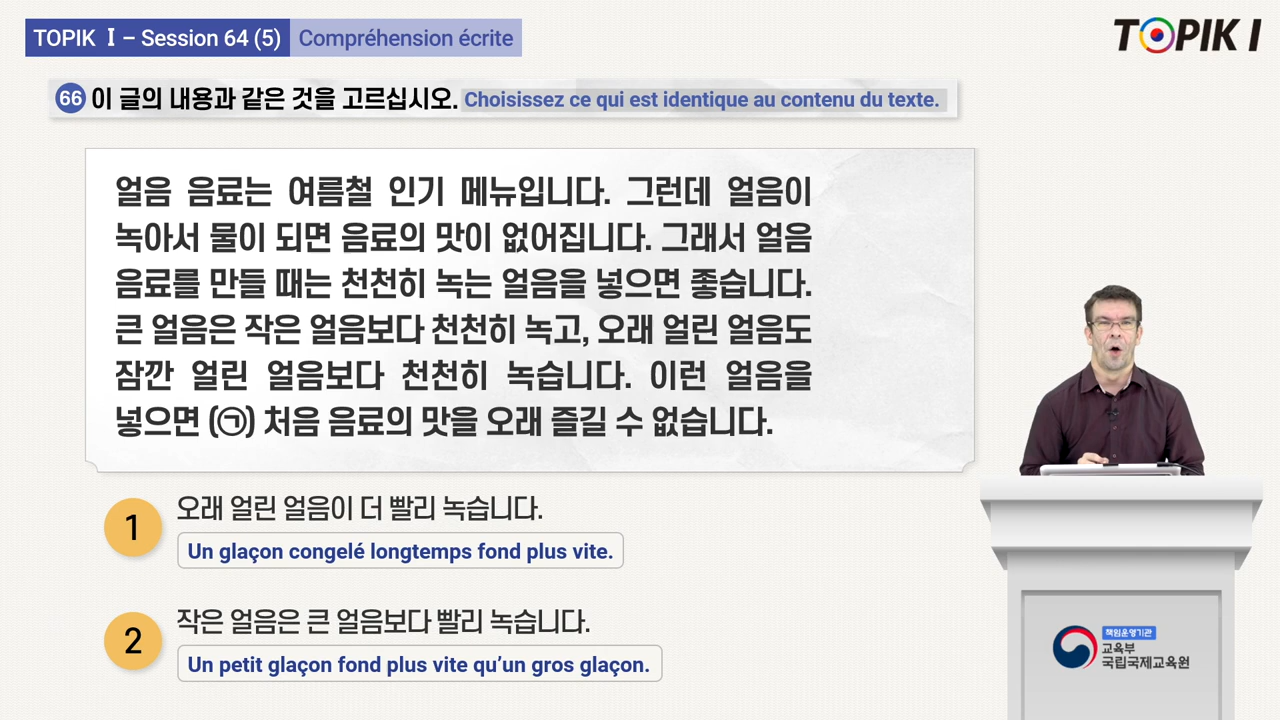 TOPIK Ⅰ – Session 64 (5) Compréhension écrite
TOPIK I
66 이 글의 내용과 같은 것을 고르십시오. Choisissez ce qui est identique au contenu du texte.
얼음 음료는 여름철 인기 메뉴입니다. 그런데 얼음이
녹아서 물이 되면 음료의 맛이 없어집니다. 그래서 얼음
음료를 만들 때는 천천히 녹는 얼음을 넣으면 좋습니다.
큰 얼음은 작은 얼음보다 천천히 녹고, 오래 얼린 얼음도
잠깐 얼린 얼음보다 천천히 녹습니다. 이런 얼음을
넣으면 (㉠) 처음 음료의 맛을 오래 즐길 수 없습니다.
1 오래 얼린 얼음이 더 빨리 녹습니다.
Un glaçon congelé longtemps fond plus vite.
2 작은 얼음은 큰 얼음보다 빨리 녹습니다.
Un petit glaçon fond plus vite qu’un gros glaçon.
책임운영기관
교육부
국립국제교육원